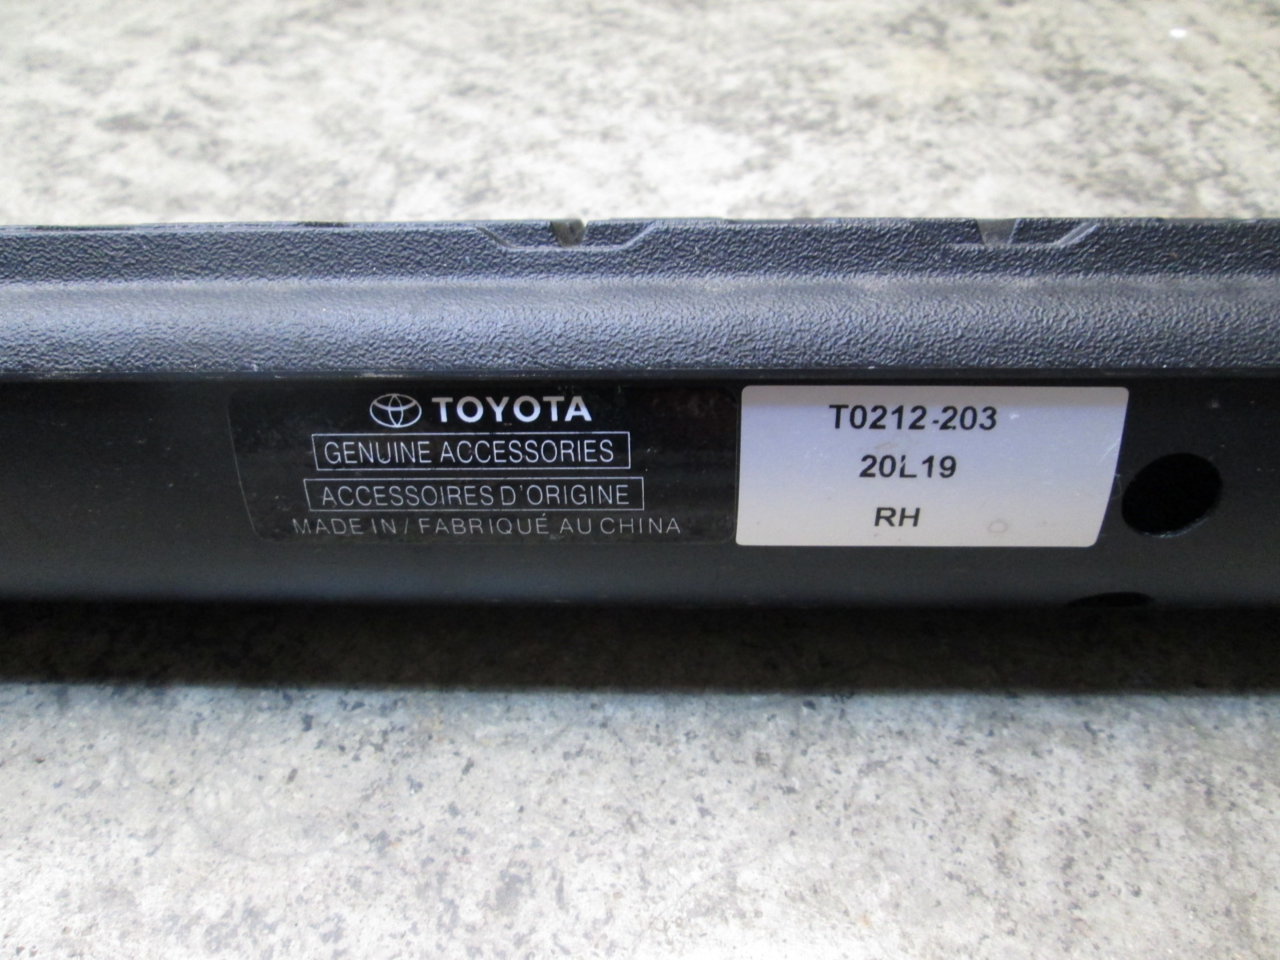 TOYOTA
GENUINE ACCESSORIES
ACCESSOIRES D'ORIGINE
MADE IN / FABRIQUÉ AU CHINA
T0212-203
20L19
RH